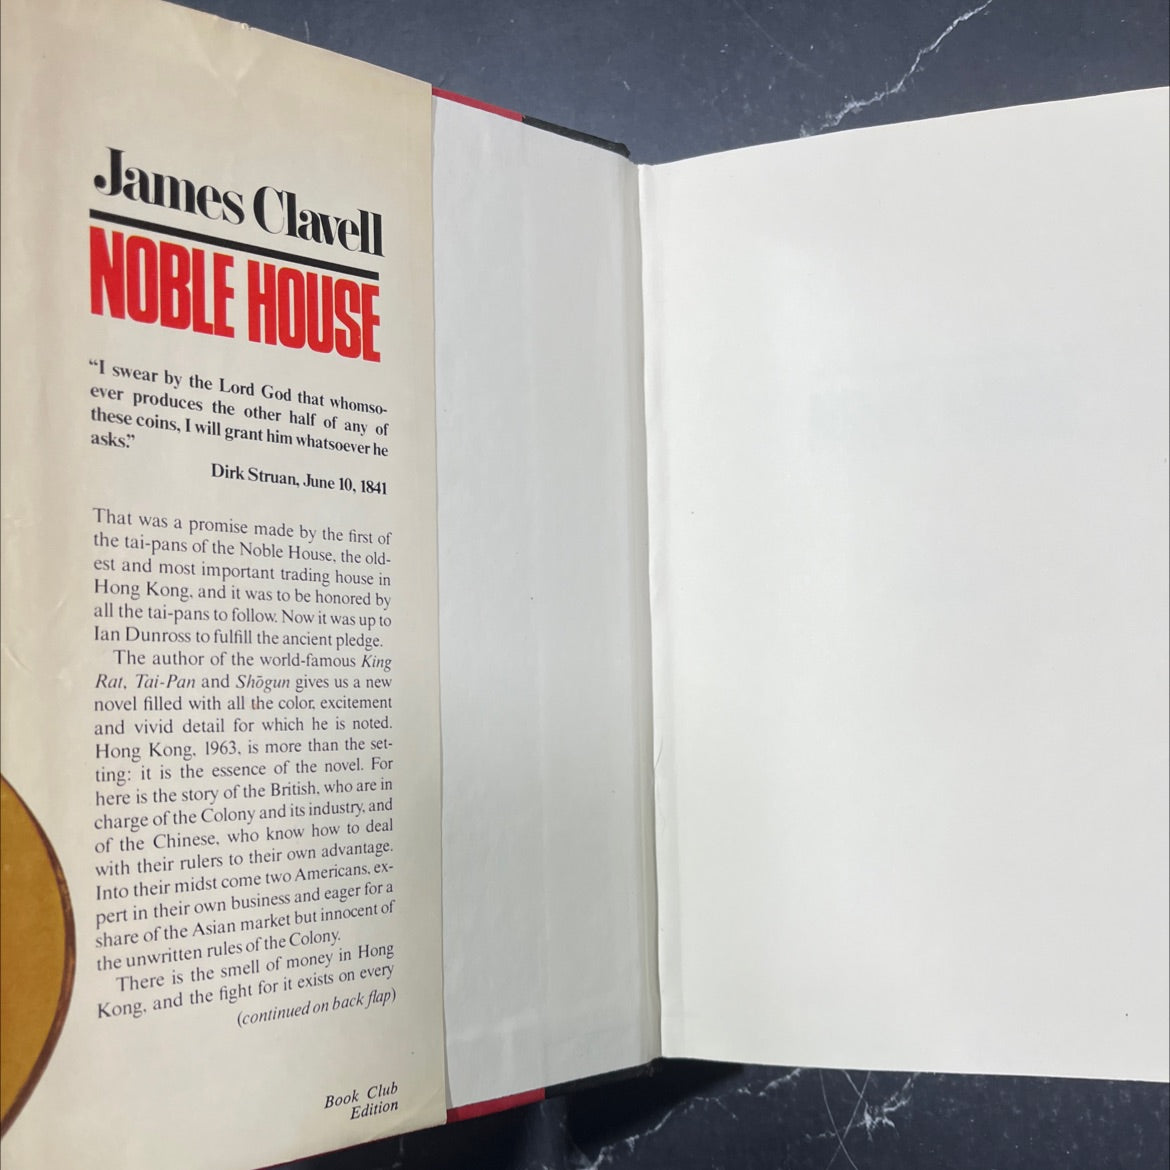 James Clavell
NOBLE HOUSE
“I swear by the Lord God that whomso-
ever produces the other half of any of
these coins, I will grant him whatsoever he
asks.”
Dirk Struan, June 10, 1841
That was a promise made by the first of
the tai-pans of the Noble House, the old-
est and most important trading house in
Hong Kong, and it was to be honored by
all the tai-pans to follow. Now it was up to
Ian Dunross to fulfill the ancient pledge.
The author of the world-famous King
Rat, Tai-Pan and Shōgun gives us a new
novel filled with all the color, excitement
and vivid detail for which he is noted.
Hong Kong, 1963, is more than the set-
ting: it is the essence of the novel. For
here is the story of the British, who are in
charge of the Colony and its industry, and
of the Chinese, who know how to deal
with their rulers to their own advantage.
Into their midst come two Americans, ex-
pert in their own business and eager for a
share of the Asian market but innocent of
the unwritten rules of the Colony.
There is the smell of money in Hong
Kong, and the fight for it exists on every
(continued on back flap)
Book Club
Edition